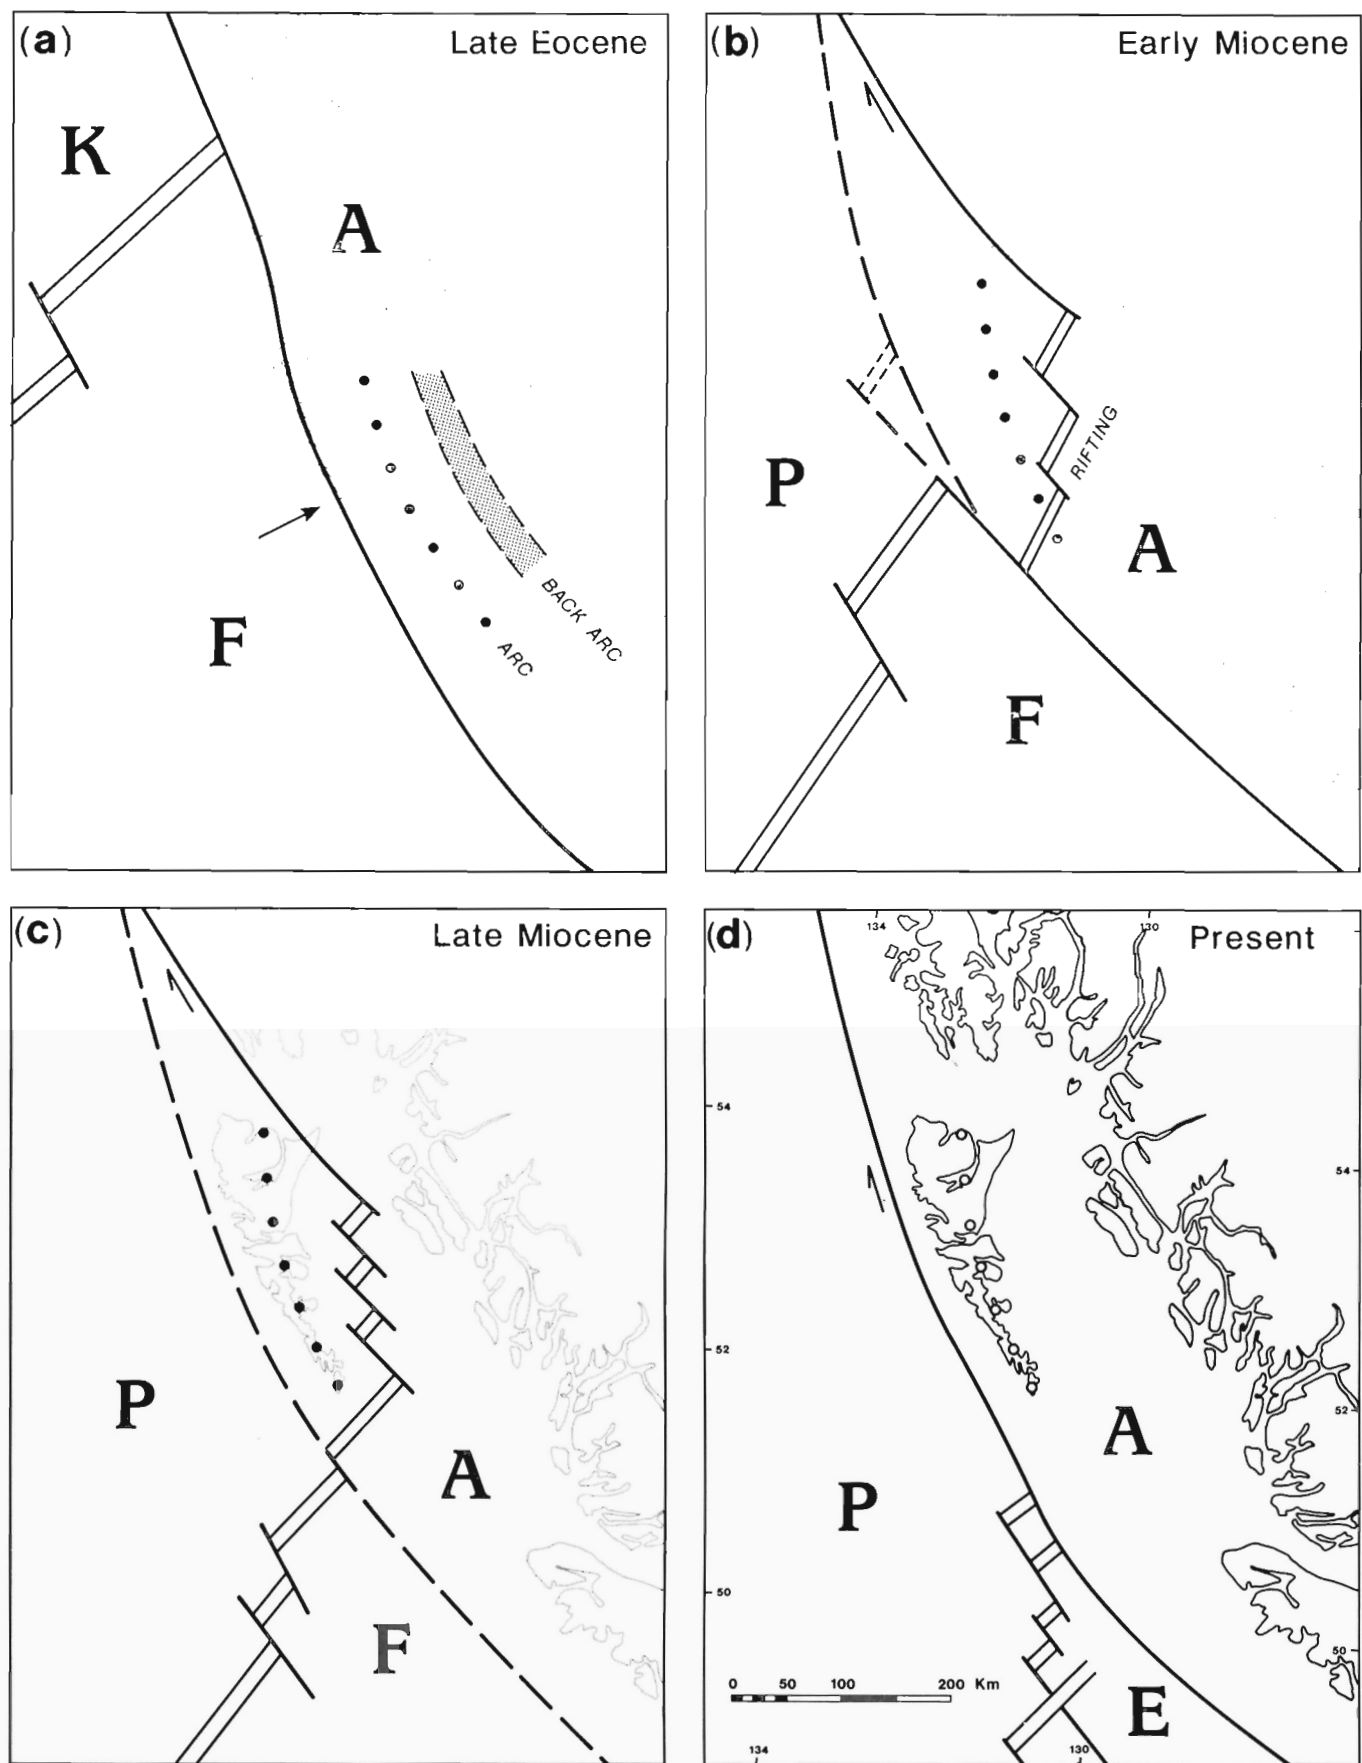 (a)
Late Eocene
K
A
F
BACK ARC
ARC
(b)
Early Miocene
P
RIFTING
A
F
(c)
Late Miocene
P
A
F
(d)
134
130
Present
54
54
52
A
52
P
50
50
0 50 100 200 Km
E
134
130